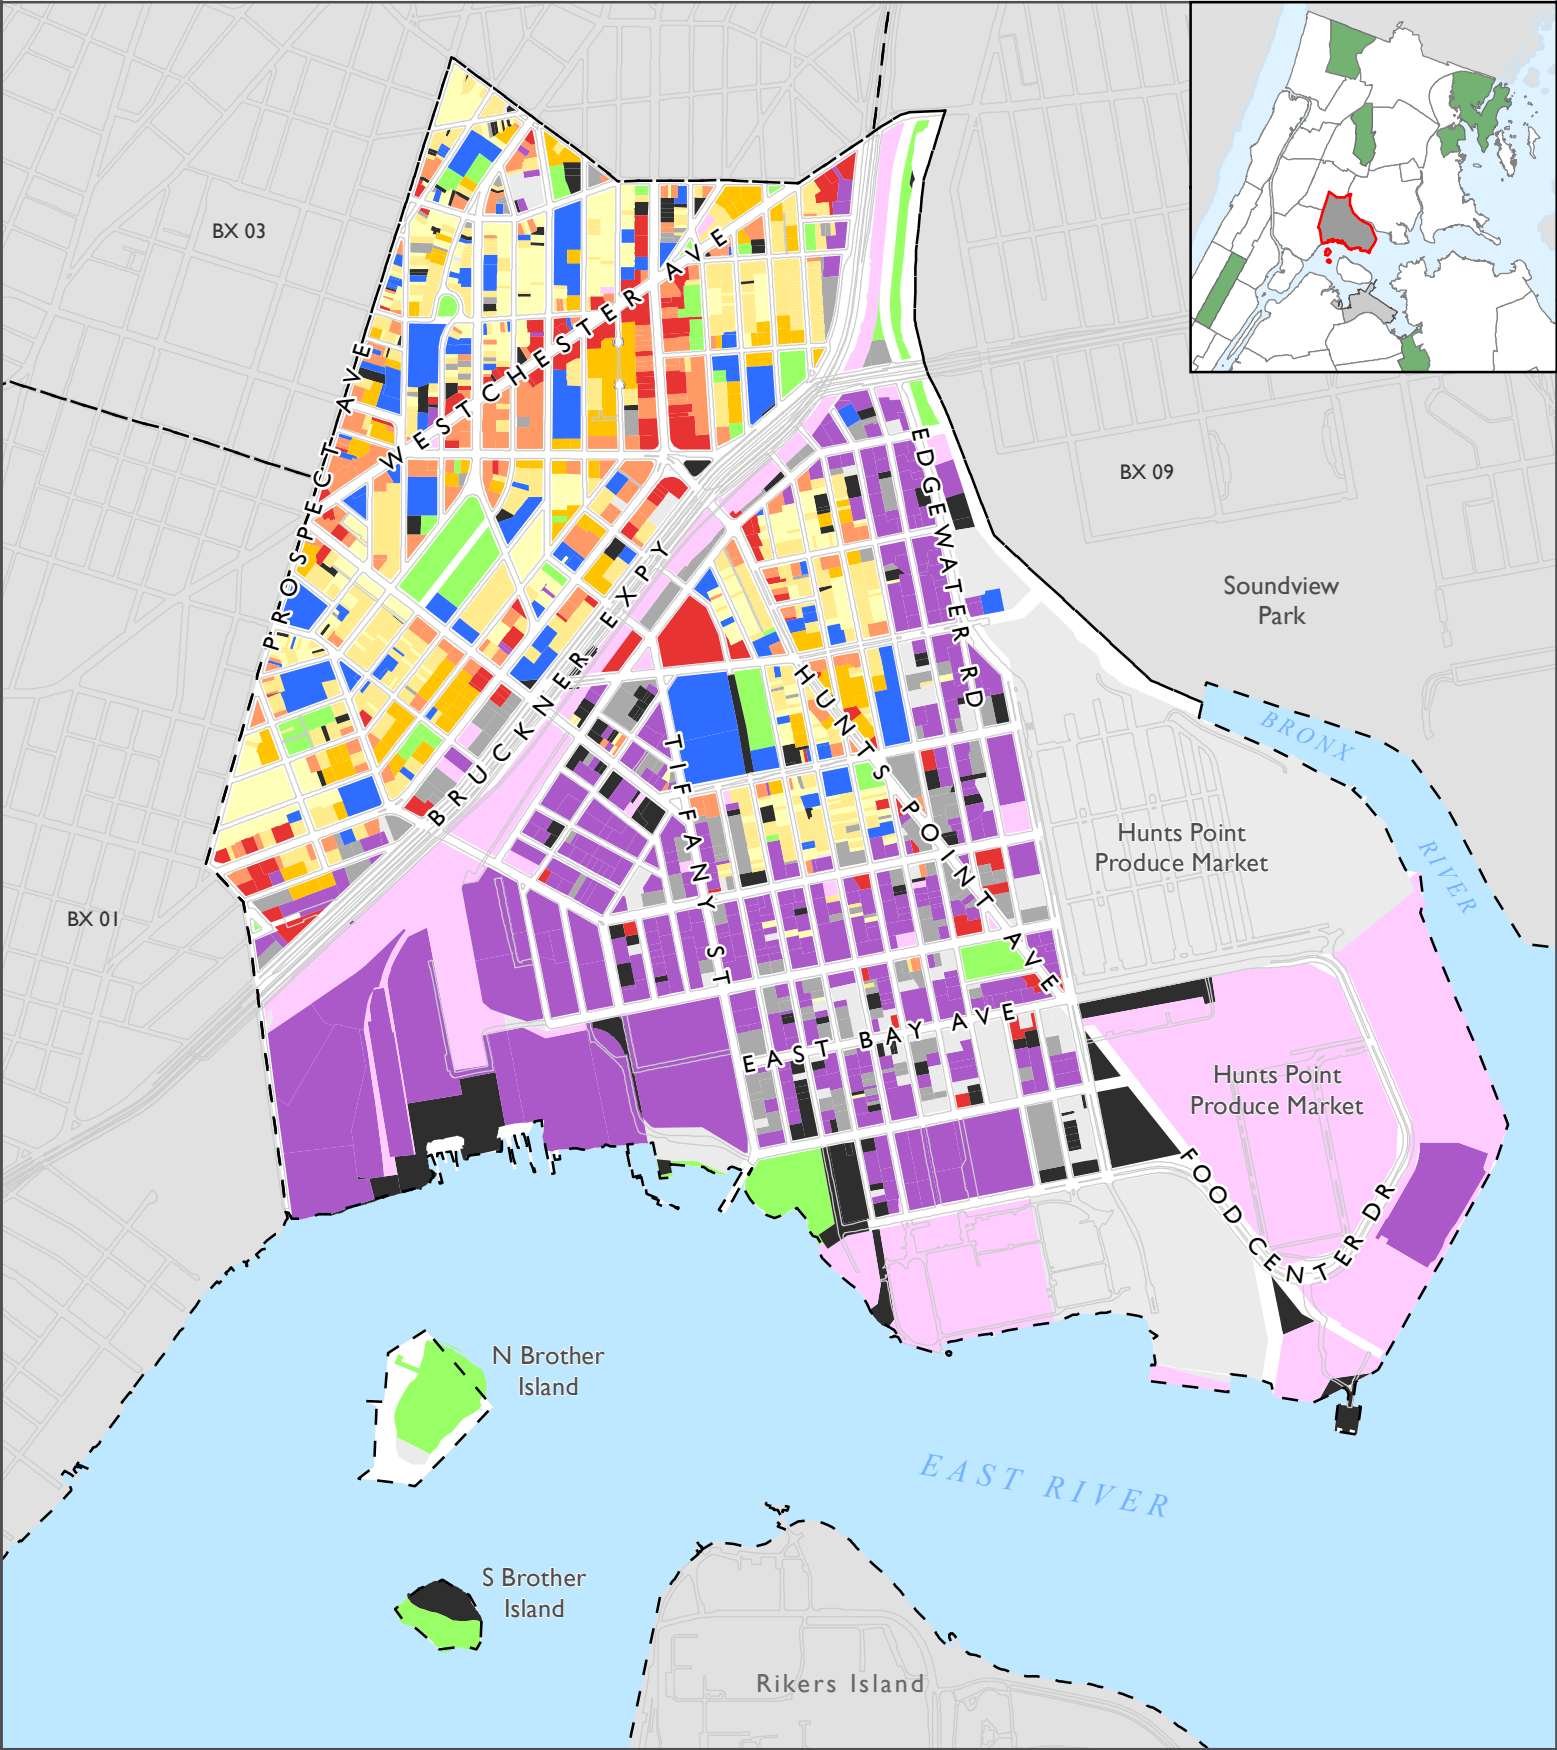 BX 03
WESTCHESTER AVE
PROSPECT AVE
EDGEWATER RD
BX 09
Soundview
Park
BRUCKNER EXPY
HUNTS POINT AVE
TIFFANY ST
BRONX
RIVER
Hunts Point
Produce Market
BX 01
EAST BAY AVE
Hunts Point
Produce Market
FOOD CENTER DR
N Brother
Island
EAST RIVER
S Brother
Island
Rikers Island